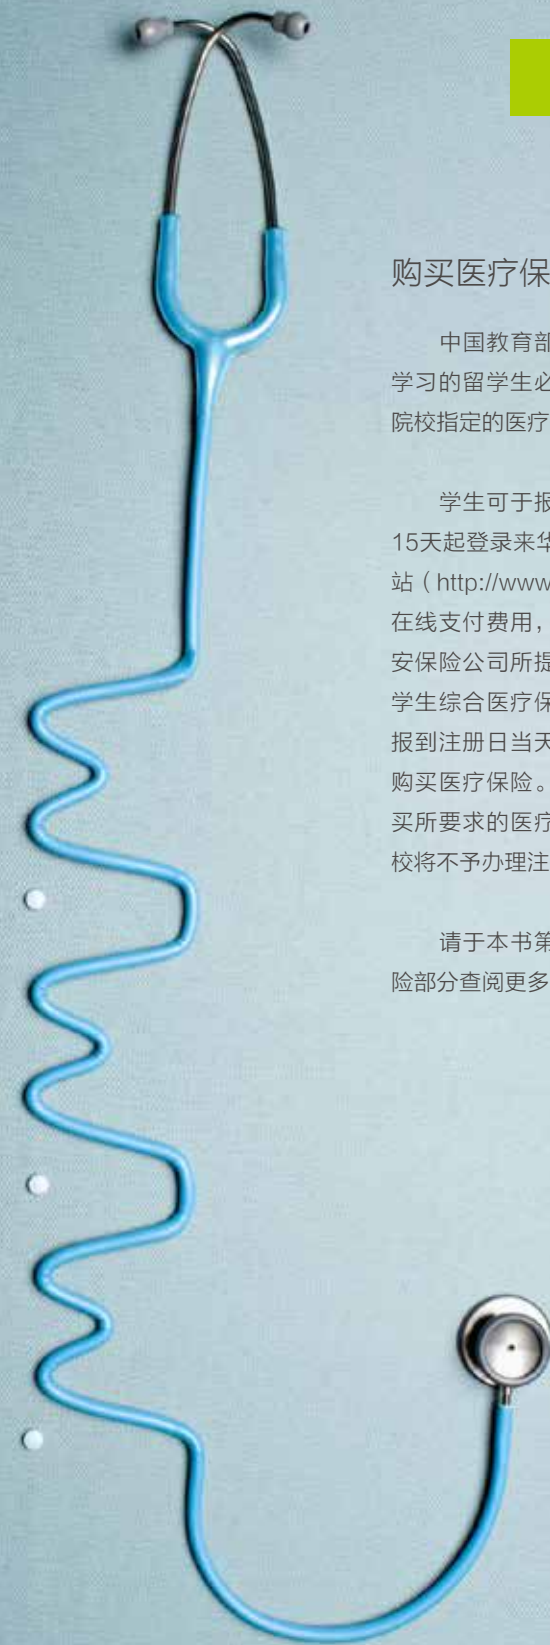 购买医疗保
中国教育部
学习的留学生必
院校指定的医疗
学生可于报
15天起登录来华
站（http://www
在线支付费用，
安保险公司所提
学生综合医疗保
报到注册日当天
购买医疗保险。
买所要求的医疗
校将不予办理注
请于本书第
险部分查阅更多